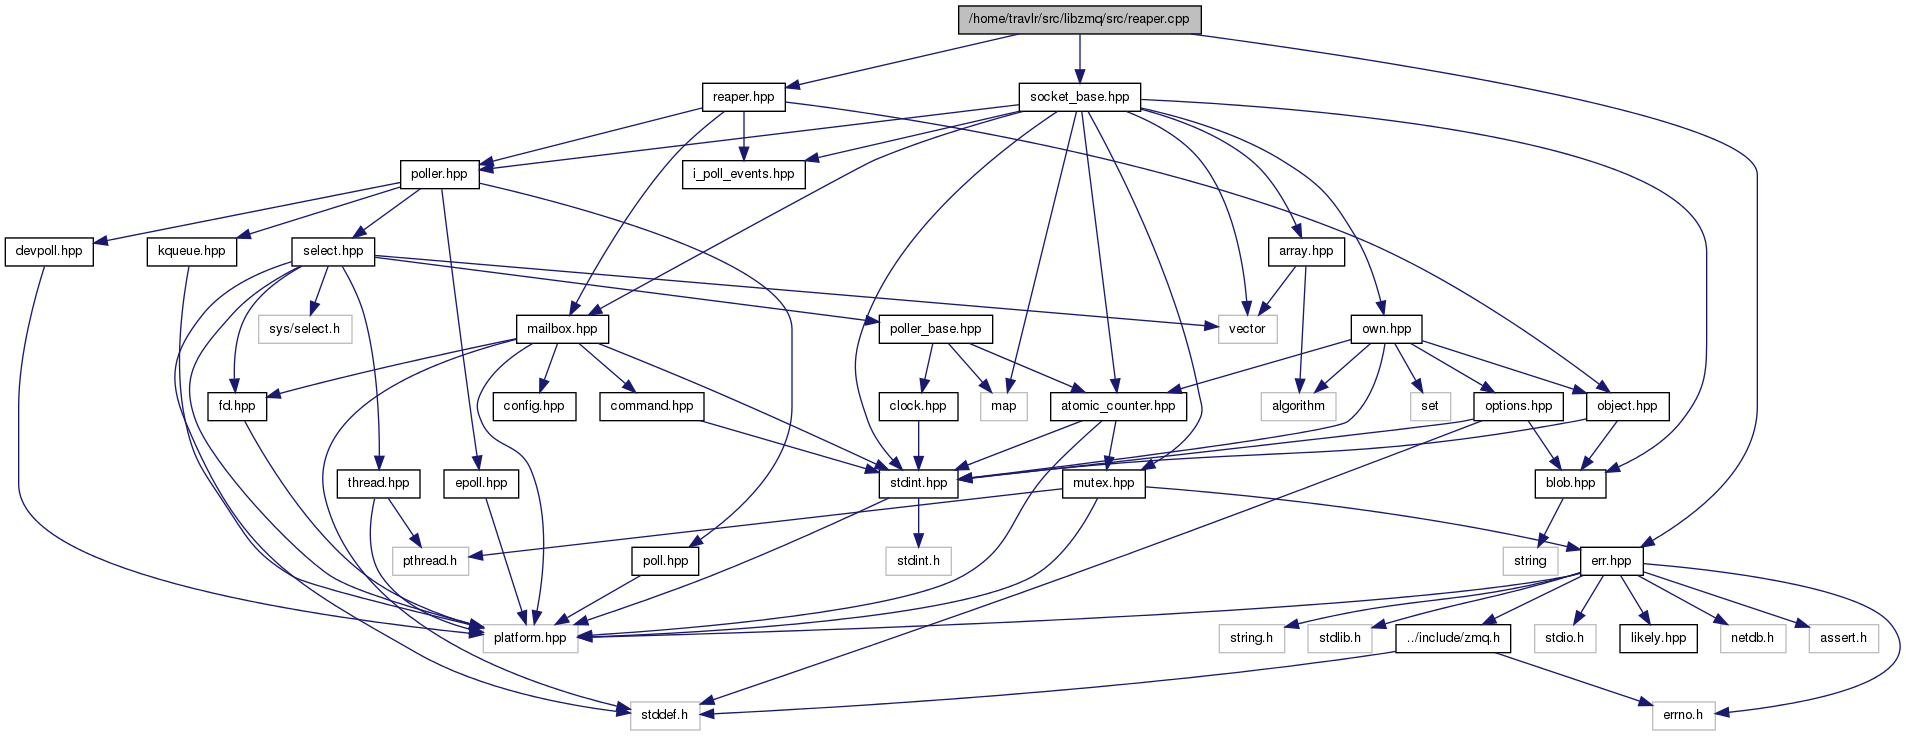 /home/travlr/src/libzmq/src/reaper.cpp
reaper.hpp
socket_base.hpp
poller.hpp
i_poll_events.hpp
devpoll.hpp
kqueue.hpp
select.hpp
array.hpp
sys/select.h
mailbox.hpp
poller_base.hpp
vector
own.hpp
fd.hpp
config.hpp
command.hpp
clock.hpp
map
atomic_counter.hpp
algorithm
set
options.hpp
object.hpp
thread.hpp
epoll.hpp
stdint.hpp
mutex.hpp
blob.hpp
pthread.h
poll.hpp
stdint.h
string
err.hpp
platform.hpp
string.h
stdlib.h
../include/zmq.h
stdio.h
likely.hpp
netdb.h
assert.h
stddef.h
errno.h